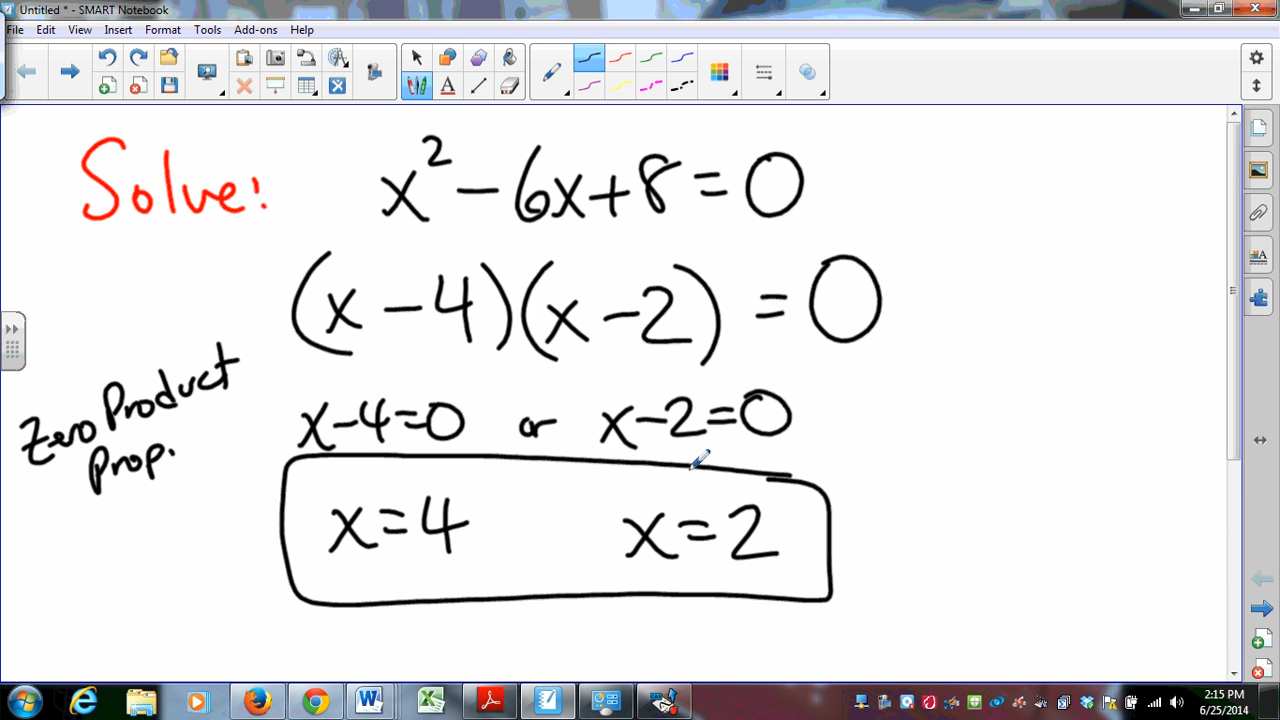 Untitled * - SMART Notebook
File Edit View Insert Format Tools Add-ons Help
Solve:
x² - 6x + 8 = 0
(x - 4)(x - 2) = 0
Zero Product
Prop.
x - 4 = 0 or x - 2 = 0
x = 4 x = 2
2:15 PM
6/25/2014